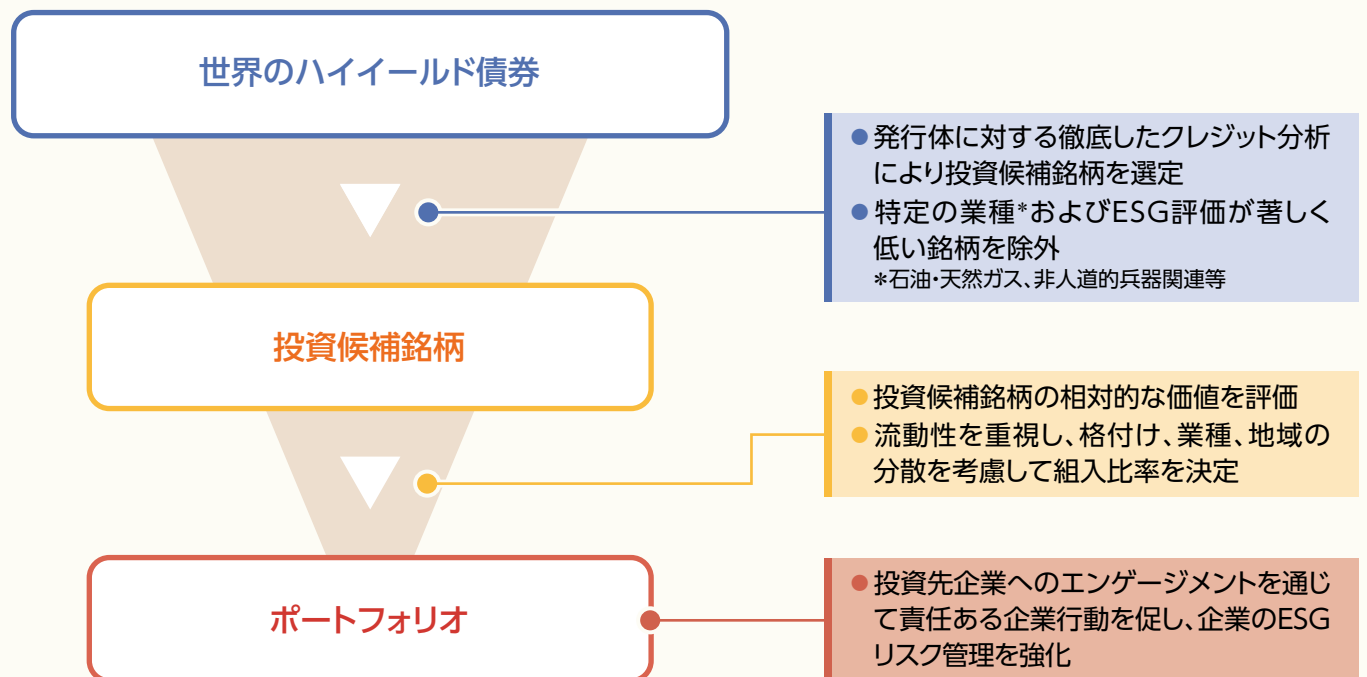 世界のハイイールド債券
●発行体に対する徹底したクレジット分析
により投資候補銘柄を選定
●特定の業種*およびESG評価が著しく
低い銘柄を除外
*石油・天然ガス、非人道的兵器関連等
投資候補銘柄
●投資候補銘柄の相対的な価値を評価
●流動性を重視し、格付け、業種、地域の
分散を考慮して組入比率を決定
ポートフォリオ
●投資先企業へのエンゲージメントを通じ
て責任ある企業行動を促し、企業のESG
リスク管理を強化